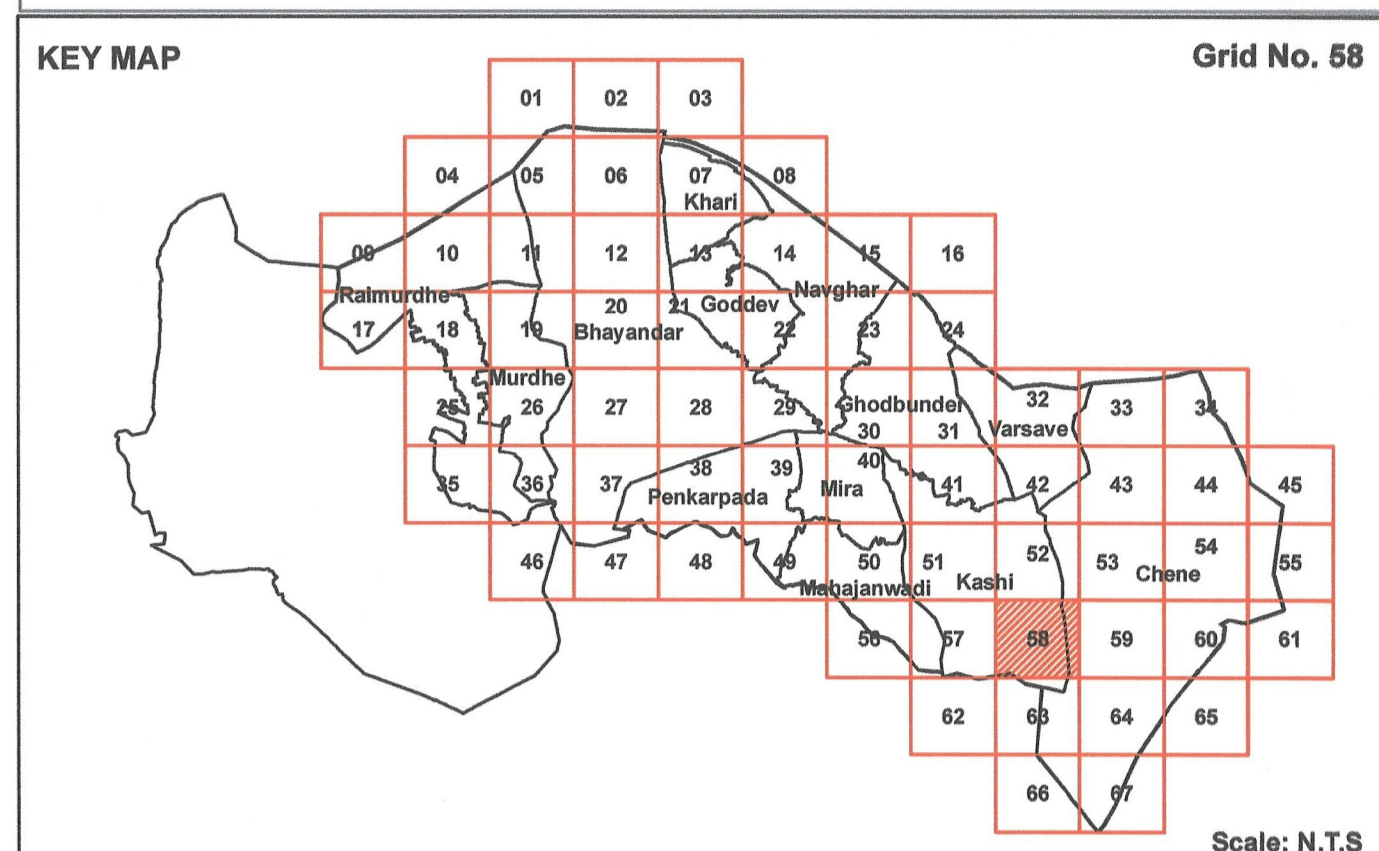 KEY MAP
Grid No. 58
01 02 03
04 05 06 07 08
Khari
09 10 11 12 13 14 15 16
Raimurdhe Navghar
Goddev
17 18 19 20 21 22 23 24
Bhayandar
Murdhe
25 26 27 28 29 30 31 32 33 34
Ghodbunder
Varsave
35 36 37 38 39 40 41 42 43 44 45
Penkarpada Mira
46 47 48 49 50 51 52 53 54 55
Mahajanwadi Kashi Chene
56 57 58 59 60 61
62 63 64 65
66 67
Scale: N.T.S